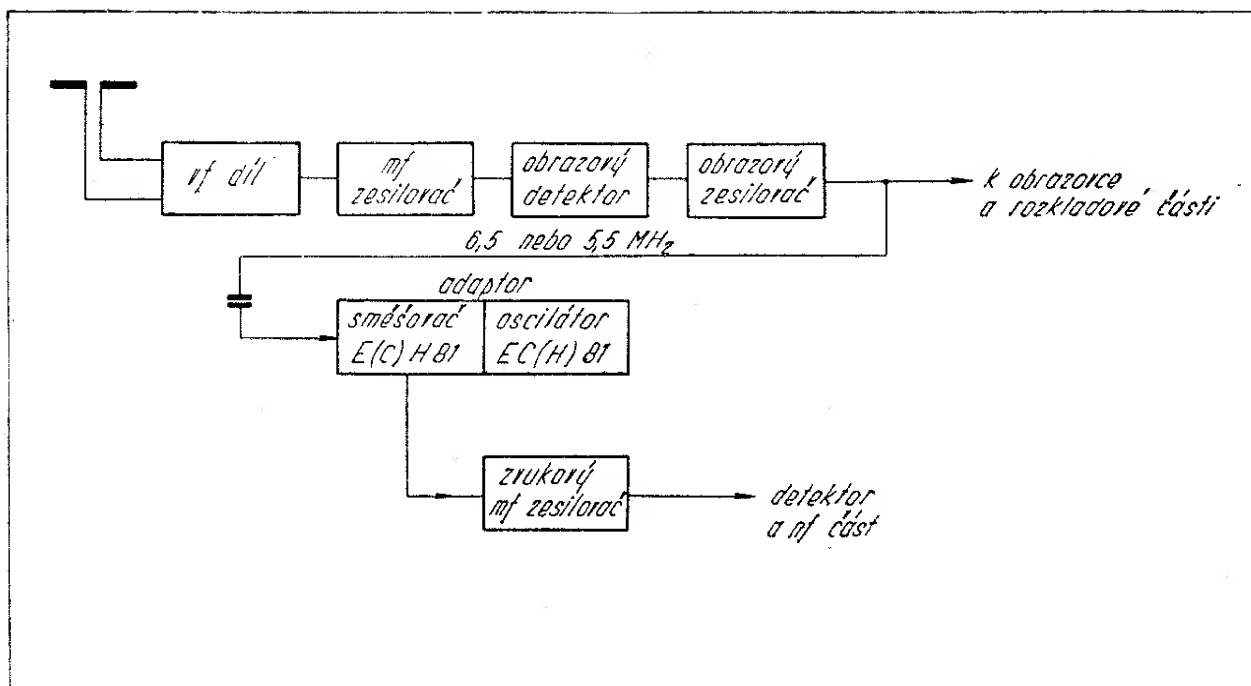 vf díl
mf
zesilovač
obrazový
detektor
obrazový
zesilovač
k obrazovce
a rozkladové části
6,5 nebo 5,5 MHz
adaptor
směšovač
E(C)H81
oscilátor
EC(H)81
zvukový
mf zesilovač
detektor
a nf část